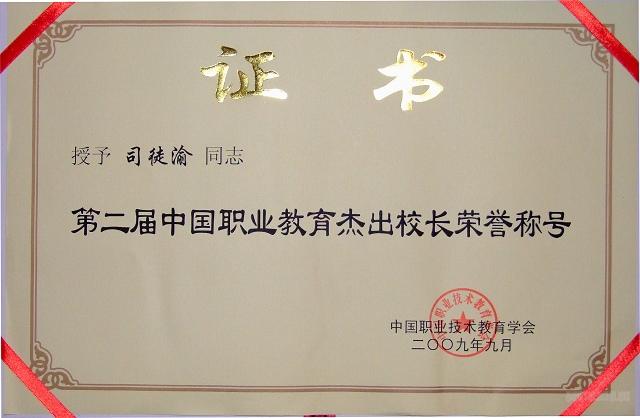 证书
授予 司徒渝 同志
第二届中国职业教育杰出校长荣誉称号
中国职业技术教育学会
二〇〇九年九月